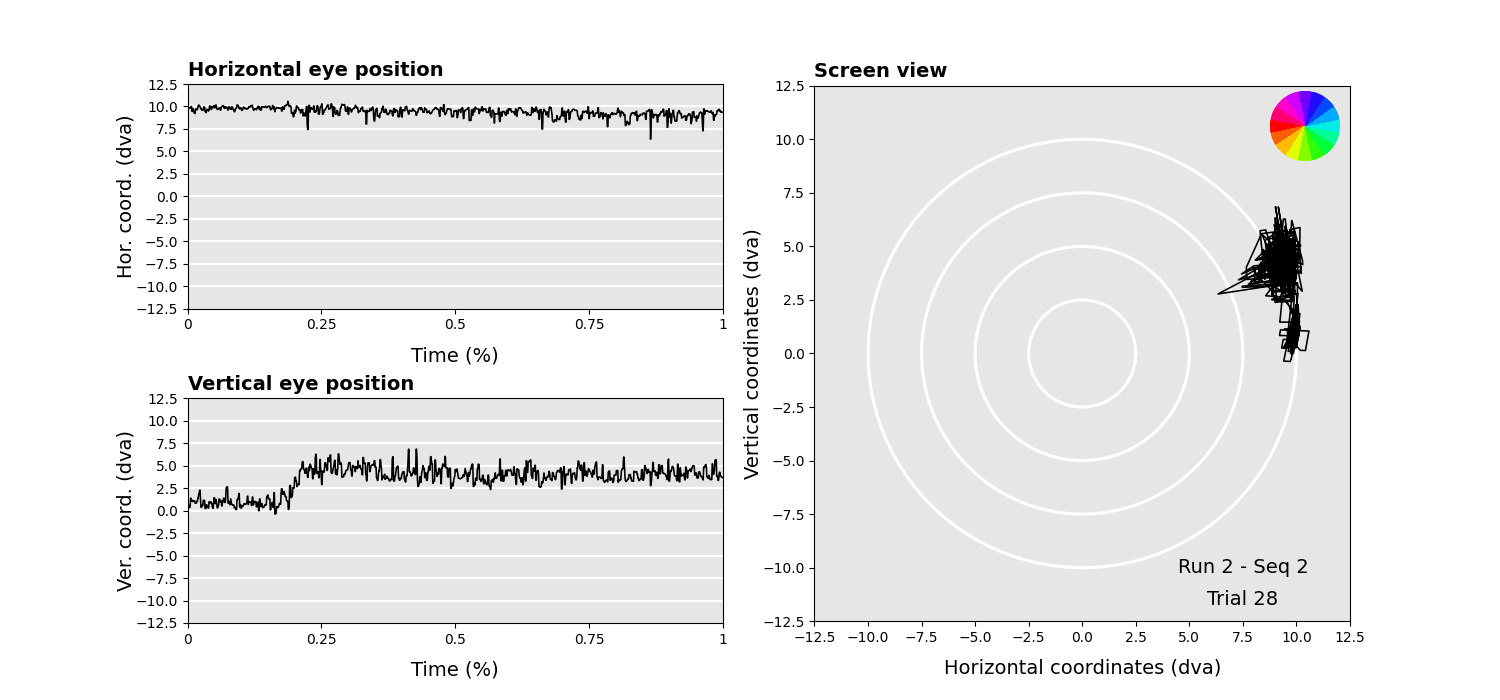 Horizontal eye position
Hor. coord. (dva)
12.5
10.0
7.5
5.0
2.5
0.0
−2.5
−5.0
−7.5
−10.0
−12.5
0 0.25 0.5 0.75 1
Time (%)
Vertical eye position
Ver. coord. (dva)
12.5
10.0
7.5
5.0
2.5
0.0
−2.5
−5.0
−7.5
−10.0
−12.5
0 0.25 0.5 0.75 1
Time (%)
Screen view
Vertical coordinates (dva)
12.5
10.0
7.5
5.0
2.5
0.0
−2.5
−5.0
−7.5
−10.0
−12.5
Run 2 - Seq 2
Trial 28
−12.5 −10.0 −7.5 −5.0 −2.5 0.0 2.5 5.0 7.5 10.0 12.5
Horizontal coordinates (dva)